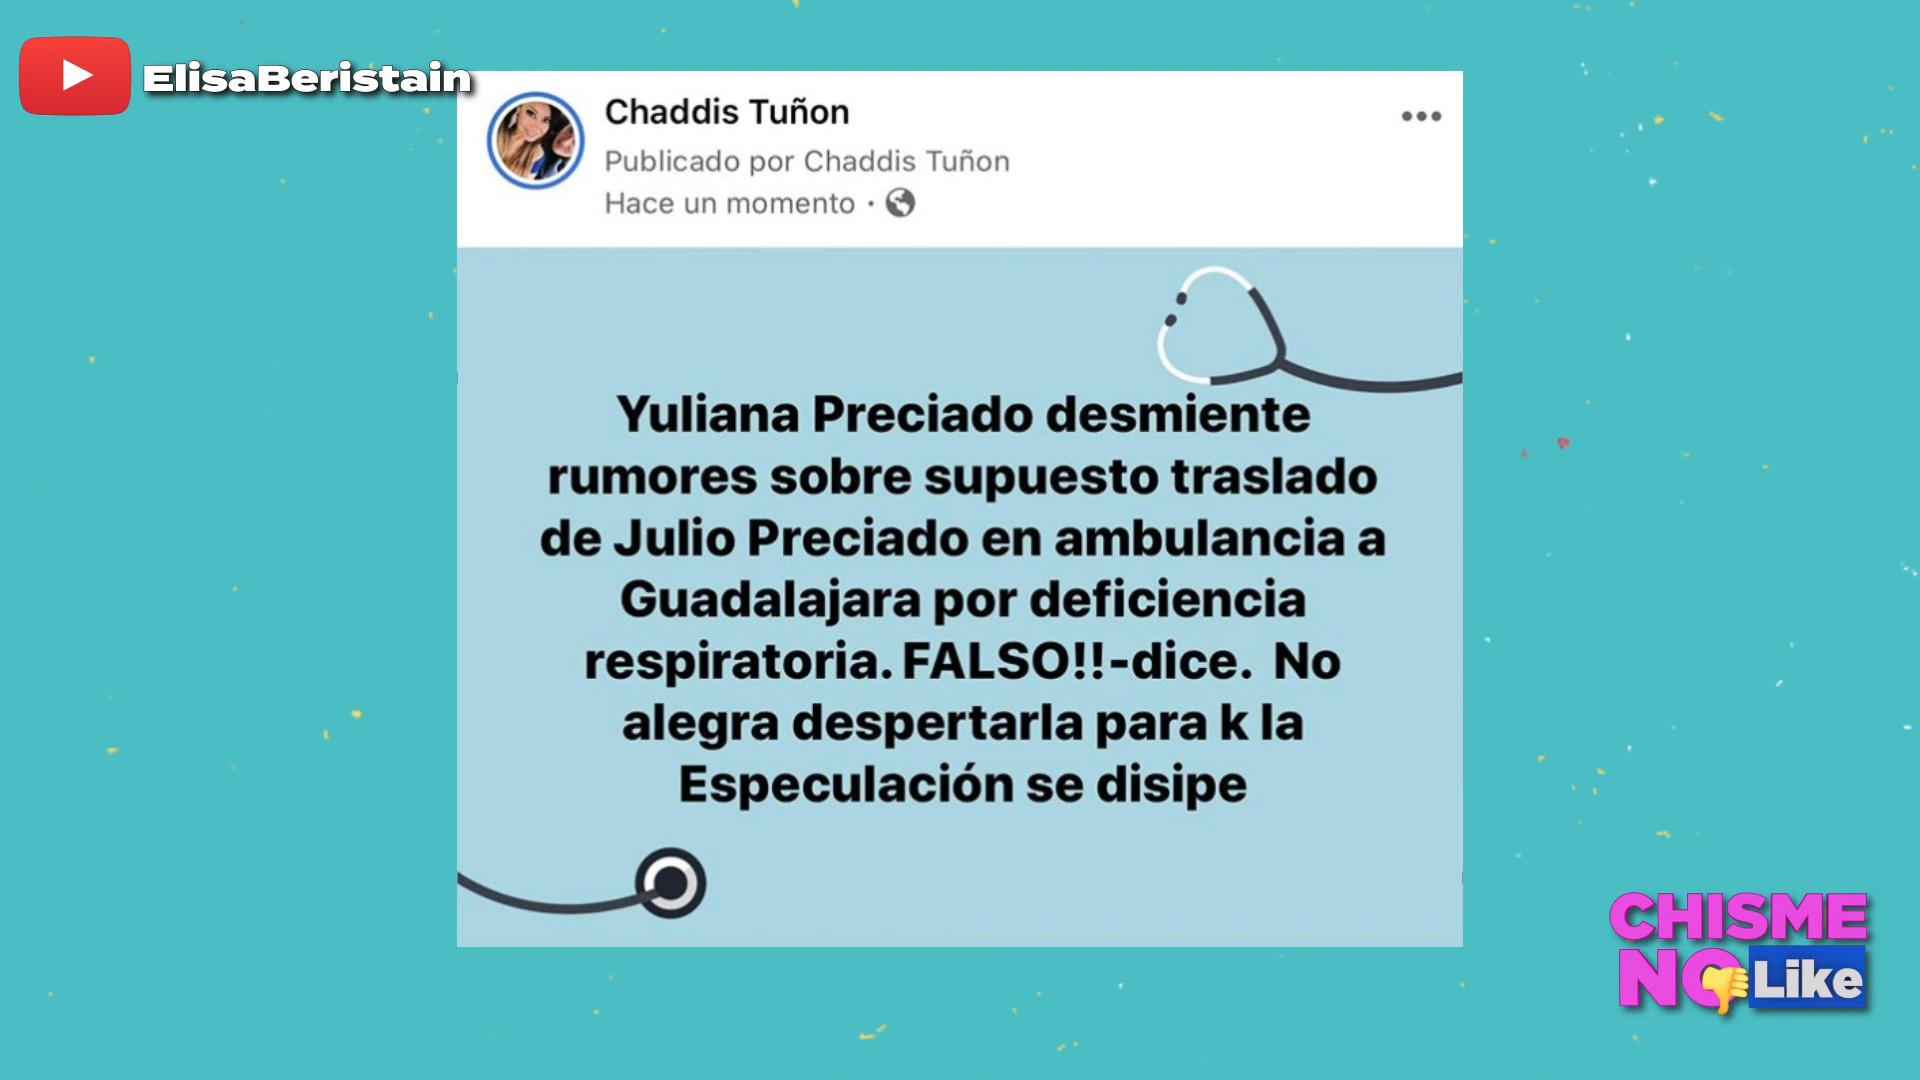 ElisaBeristain
Chaddis Tuñon
Publicado por Chaddis Tuñon
Hace un momento ·
Yuliana Preciado desmiente
rumores sobre supuesto traslado
de Julio Preciado en ambulancia a
Guadalajara por deficiencia
respiratoria. FALSO!!-dice. No
alegra despertarla para k la
Especulación se disipe
CHISME
NO Like